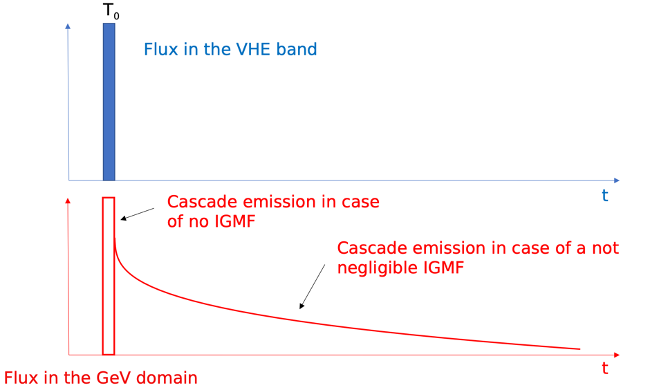 T0
Flux in the VHE band
t
Cascade emission in case
of no IGMF
Cascade emission in case of a not
negligible IGMF
t
Flux in the GeV domain